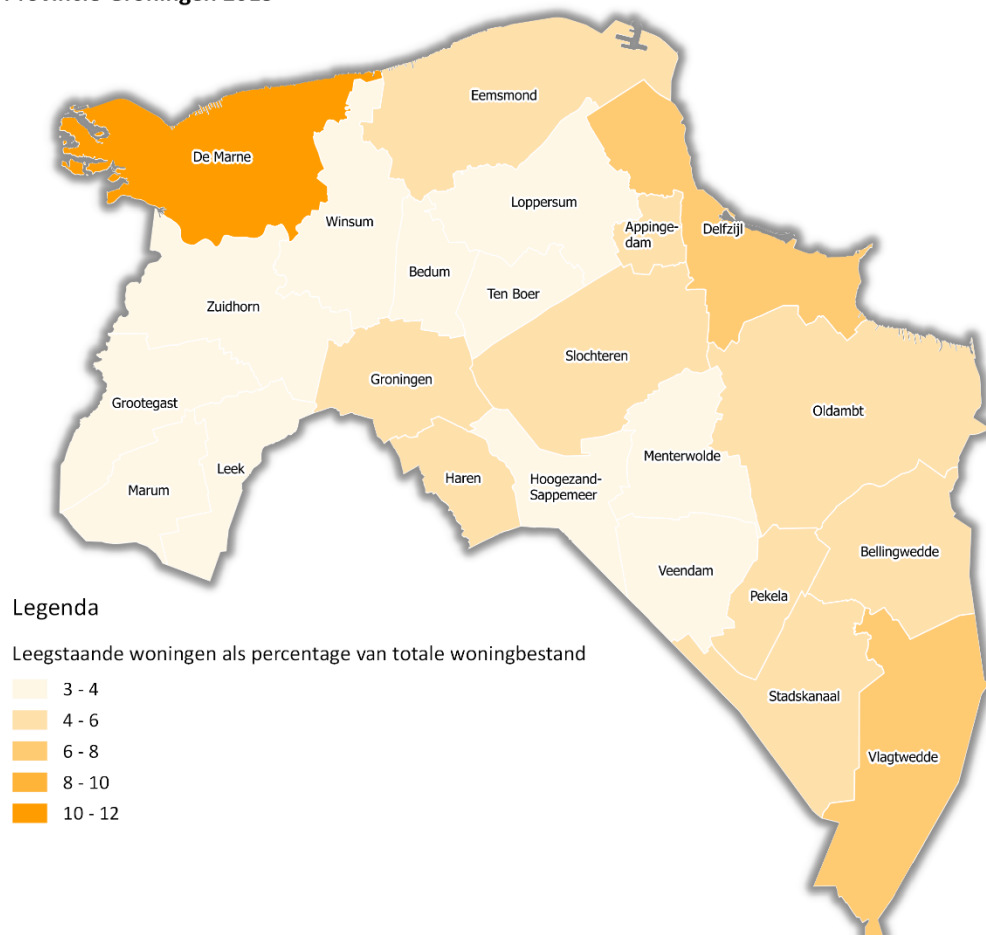 Provincie Groningen
Eemsmond
De Marne
Loppersum
Winsum
Appinge-
dam
Delfzijl
Bedum
Ten Boer
Zuidhorn
Slochteren
Groningen
Grootegast
Oldambt
Menterwolde
Leek
Haren
Hoogezand-
Sappemeer
Marum
Bellingwedde
Veendam
Pekela
Legenda
Leegstaande woningen als percentage van totale woningbestand
3 - 4
Stadskanaal
4 - 6
6 - 8
Vlagtwedde
8 - 10
10 - 12